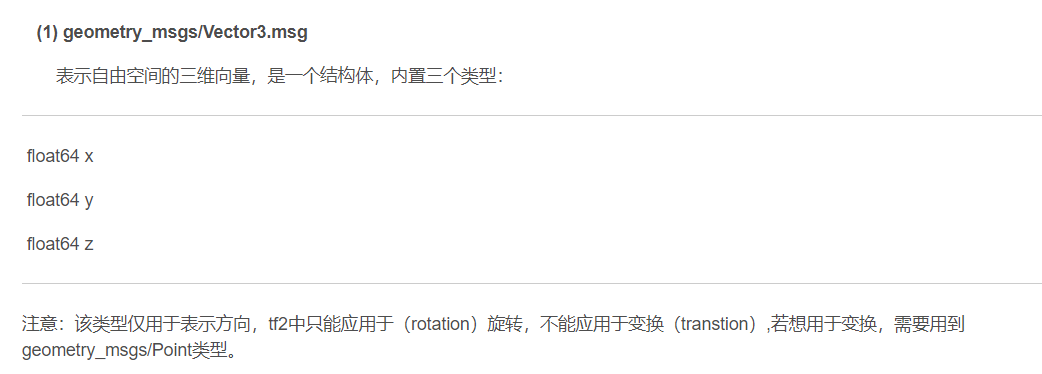 (1) geometry_msgs/Vector3.msg
表示自由空间的三维向量，是一个结构体，内置三个类型：
float64 x
float64 y
float64 z
注意：该类型仅用于表示方向，tf2中只能应用于（rotation）旋转，不能应用于变换（transtion）,若想用于变换，需要用到
geometry_msgs/Point类型。